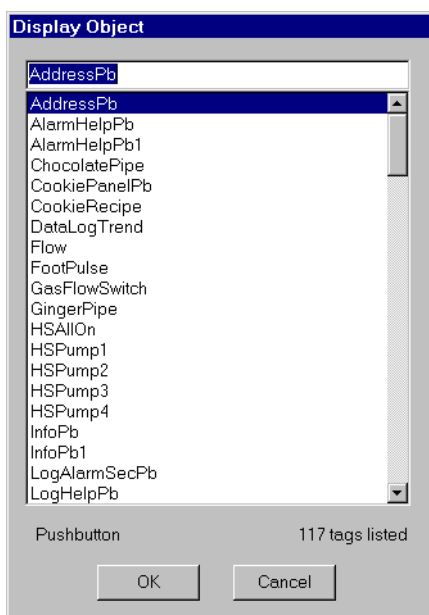 Display Object
AddressPb
AddressPb
AlarmHelpPb
AlarmHelpPb1
ChocolatePipe
CookiePanelPb
CookieRecipe
DataLogTrend
Flow
FootPulse
GasFlowSwitch
GingerPipe
HSAllOn
HSPump1
HSPump2
HSPump3
HSPump4
InfoPb
InfoPb1
LogAlarmSecPb
LogHelpPb
Pushbutton 117 tags listed
OK Cancel